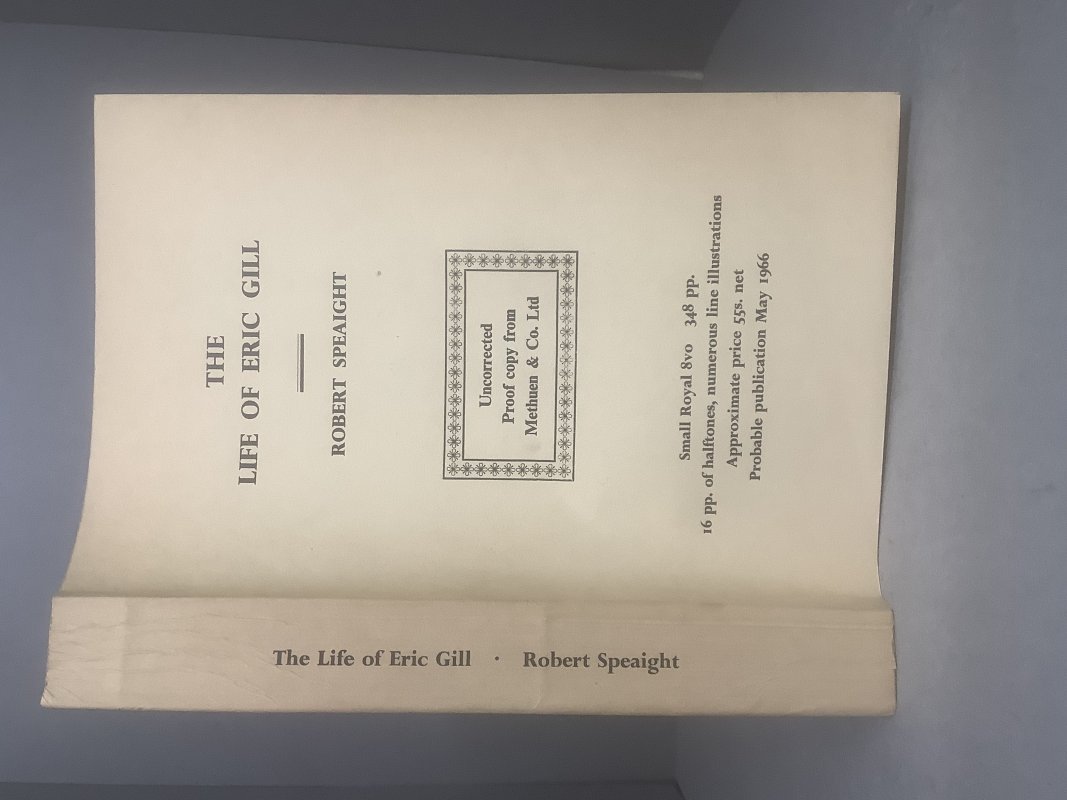 THE
LIFE OF ERIC GILL
ROBERT SPEAIGHT
Uncorrected
Proof copy from
Methuen & Co. Ltd
Small Royal 8vo 348 pp.
16 pp. of halftones, numerous line illustrations
Approximate price 55s. net
Probable publication May 1966
The Life of Eric Gill · Robert Speaight